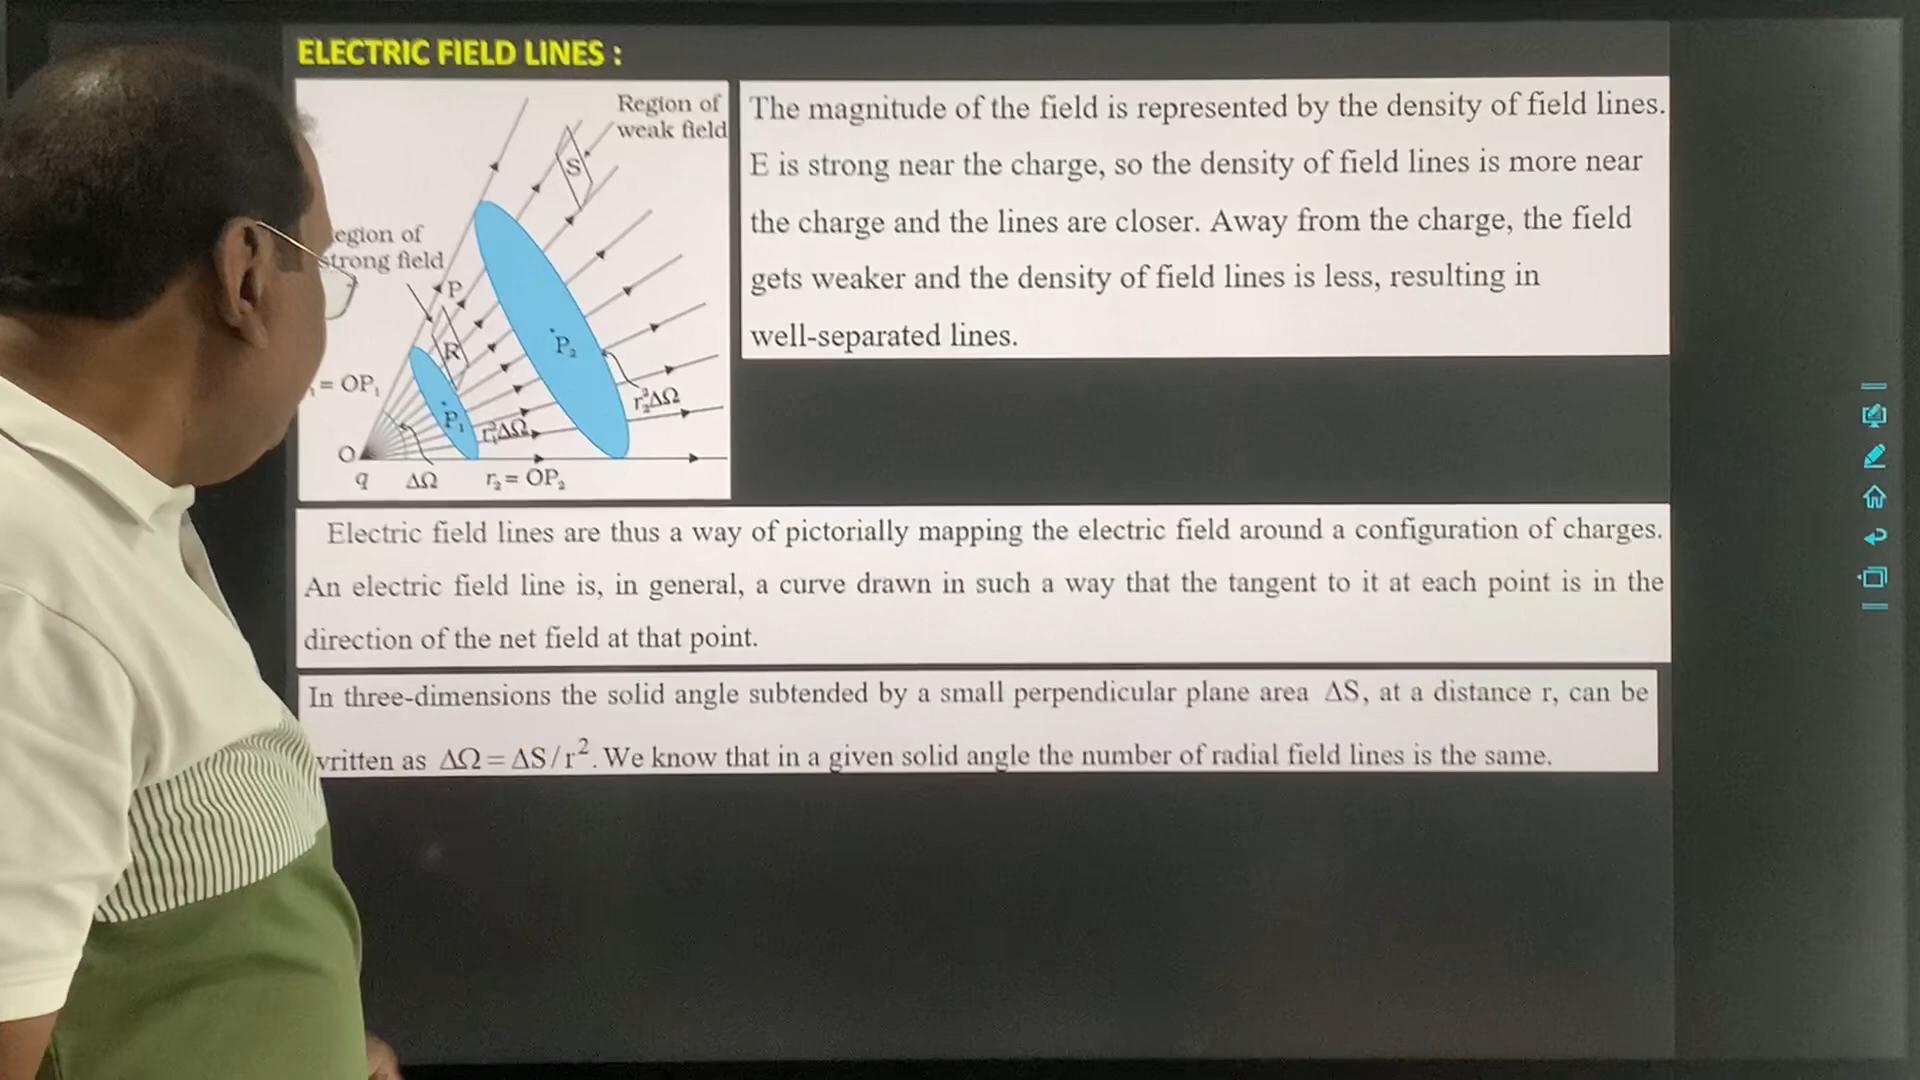 ELECTRIC FIELD LINES :
Region of
weak field
S
egion of
strong field
P
R
P₂
= OP₁
P₁
r₁²ΔΩ
r₂²ΔΩ
O
q
ΔΩ
r₂ = OP₂
The magnitude of the field is represented by the density of field lines.
E is strong near the charge, so the density of field lines is more near
the charge and the lines are closer. Away from the charge, the field
gets weaker and the density of field lines is less, resulting in
well-separated lines.
Electric field lines are thus a way of pictorially mapping the electric field around a configuration of charges.
An electric field line is, in general, a curve drawn in such a way that the tangent to it at each point is in the
direction of the net field at that point.
In three-dimensions the solid angle subtended by a small perpendicular plane area ΔS, at a distance r, can be
written as ΔΩ = ΔS / r². We know that in a given solid angle the number of radial field lines is the same.